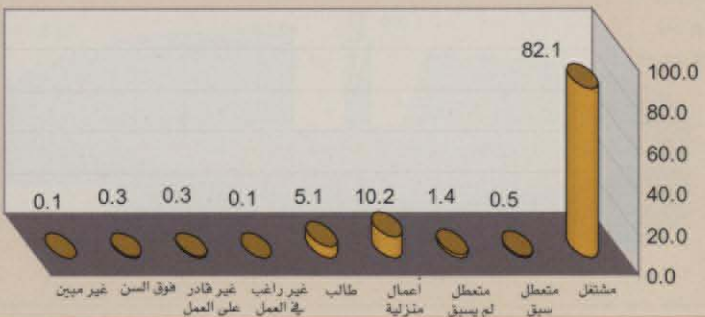 82.1
0.5
1.4
10.2
5.1
0.1
0.3
0.3
0.1
100.0
80.0
60.0
40.0
20.0
0.0
مشتغل
متعطل
سبق
متعطل
لم يسبق
أعمال
منزلية
طالب
غير راغب
في العمل
غير قادر
على العمل
فوق السن
غير مبين